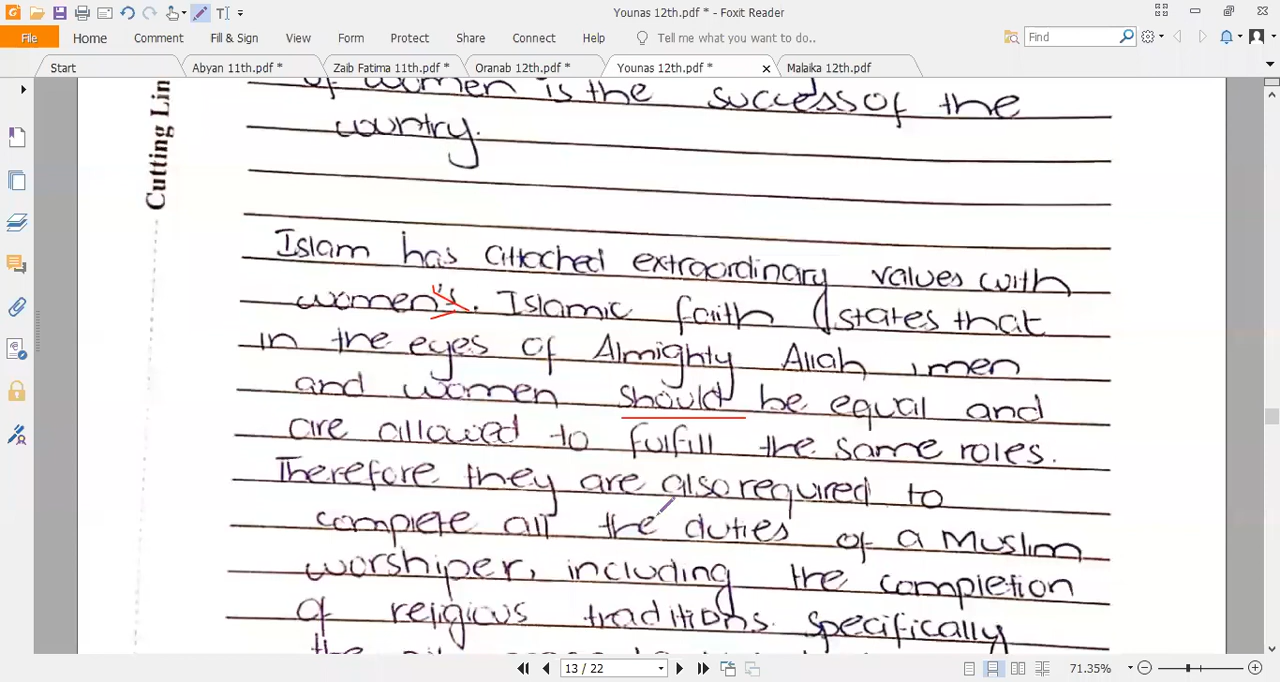 Younas 12th.pdf * - Foxit Reader
File Home Comment Fill & Sign View Form Protect Share Connect Help Tell me what you want to do.. Find
Start Abyan 11th.pdf * Zaib Fatima 11th.pdf * Oranab 12th.pdf * Younas 12th.pdf * Malaika 12th.pdf
Cutting Lin
of women is the success of the
country.
Islam has attached extraordinary values with
women's. Islamic faith states that
in the eyes of Almighty Allah , men
and women should be equal and
are allowed to fulfill the same roles.
Therefore they are also required to
complete all the duties of a Muslim
worshiper, including the completion
of religious traditions. specifically
the
13 / 22
71.35%